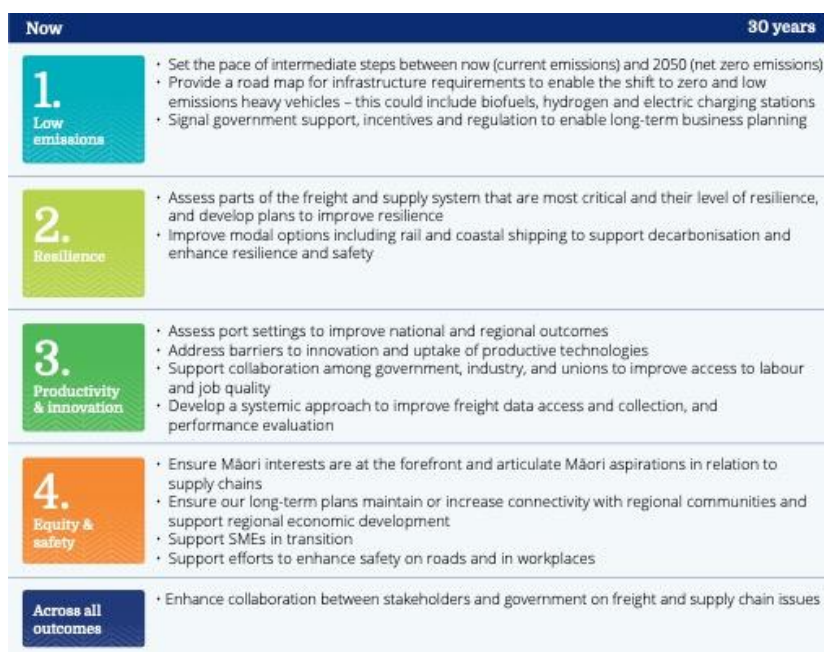 Now 30 years
1.
Low
emissions
• Set the pace of intermediate steps between now (current emissions) and 2050 (net zero emissions)
• Provide a road map for infrastructure requirements to enable the shift to zero and low
emissions heavy vehicles – this could include biofuels, hydrogen and electric charging stations
• Signal government support, incentives and regulation to enable long-term business planning
2.
Resilience
• Assess parts of the freight and supply system that are most critical and their level of resilience,
and develop plans to improve resilience
• Improve modal options including rail and coastal shipping to support decarbonisation and
enhance resilience and safety
3.
Productivity
& innovation
• Assess port settings to improve national and regional outcomes
• Address barriers to innovation and uptake of productive technologies
• Support collaboration among government, industry, and unions to improve access to labour
and job quality
• Develop a systemic approach to improve freight data access and collection, and
performance evaluation
4.
Equity &
safety
• Ensure Māori interests are at the forefront and articulate Māori aspirations in relation to
supply chains
• Ensure our long-term plans maintain or increase connectivity with regional communities and
support regional economic development
• Support SMEs in transition
• Support efforts to enhance safety on roads and in workplaces
Across all
outcomes
• Enhance collaboration between stakeholders and government on freight and supply chain issues